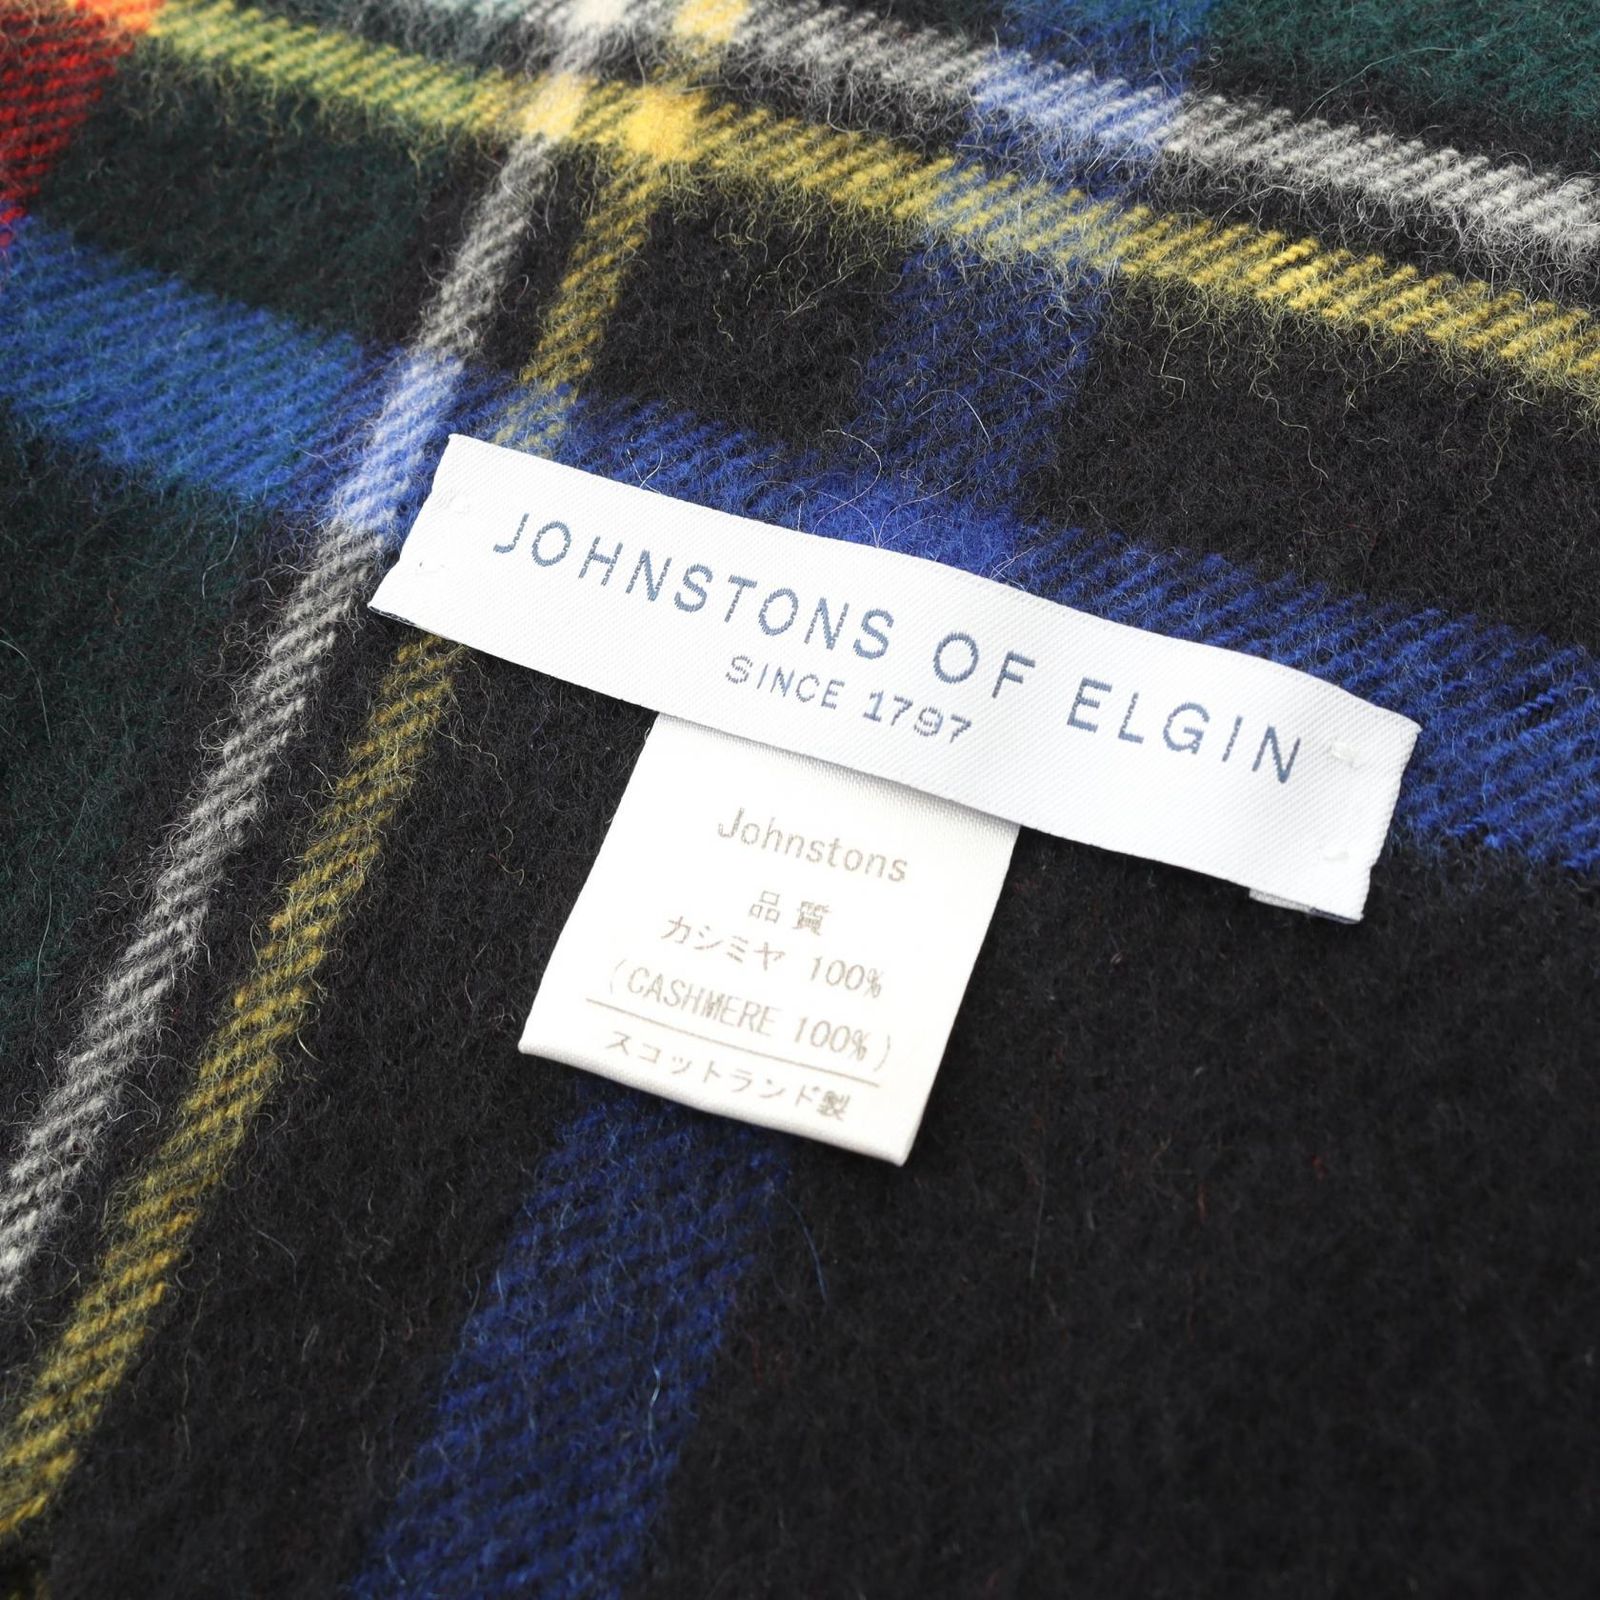 JOHNSTONS OF ELGIN
SINCE 1797
Johnstons
品質
カシミヤ 100%
(CASHMERE 100%)
スコットランド製